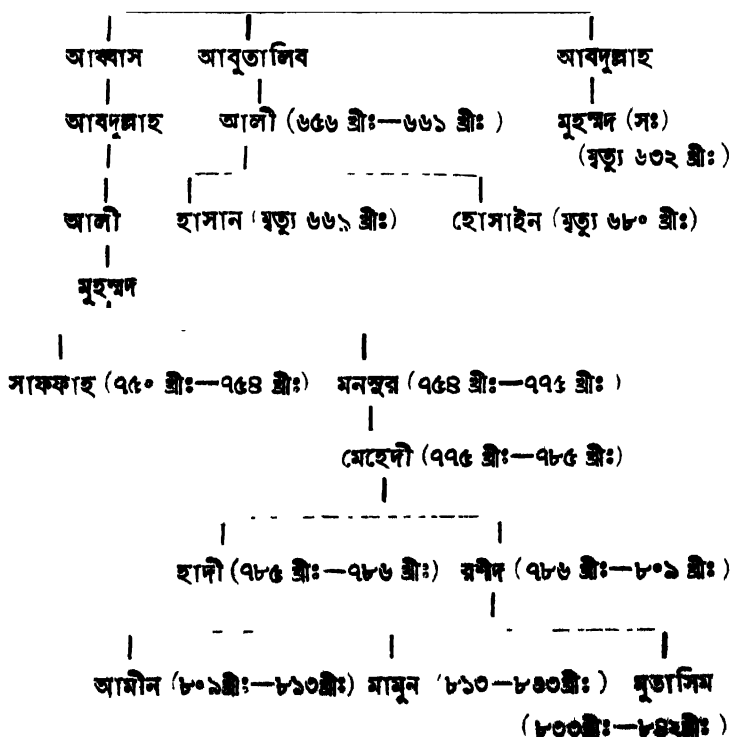 আব্বাস আবুতালিব আবদুল্লাহ
আবদুল্লাহ আলী (৬৫৬ খ্রীঃ—৬৬১ খ্রীঃ) মুহম্মদ (সঃ)
(মৃত্যু ৬৩২ খ্রীঃ)
আলী হাসান (মৃত্যু ৬৬৯ খ্রীঃ) হোসাইন (মৃত্যু ৬৮০ খ্রীঃ)
মুহম্মদ
সাফফাহ (৭৫০ খ্রীঃ—৭৫৪ খ্রীঃ) মনসুর (৭৫৪ খ্রীঃ—৭৭৫ খ্রীঃ)
মেহেদী (৭৭৫ খ্রীঃ—৭৮৫ খ্রীঃ)
হাদী (৭৮৫ খ্রীঃ—৭৮৬ খ্রীঃ) রশীদ (৭৮৬ খ্রীঃ—৮০৯ খ্রীঃ)
আমীন (৮০৯খ্রীঃ—৮১৩খ্রীঃ) মামুন (৮১৩—৮৩৩খ্রীঃ) মুতাসিম
(৮৩৩খ্রীঃ—৮৪২খ্রীঃ)